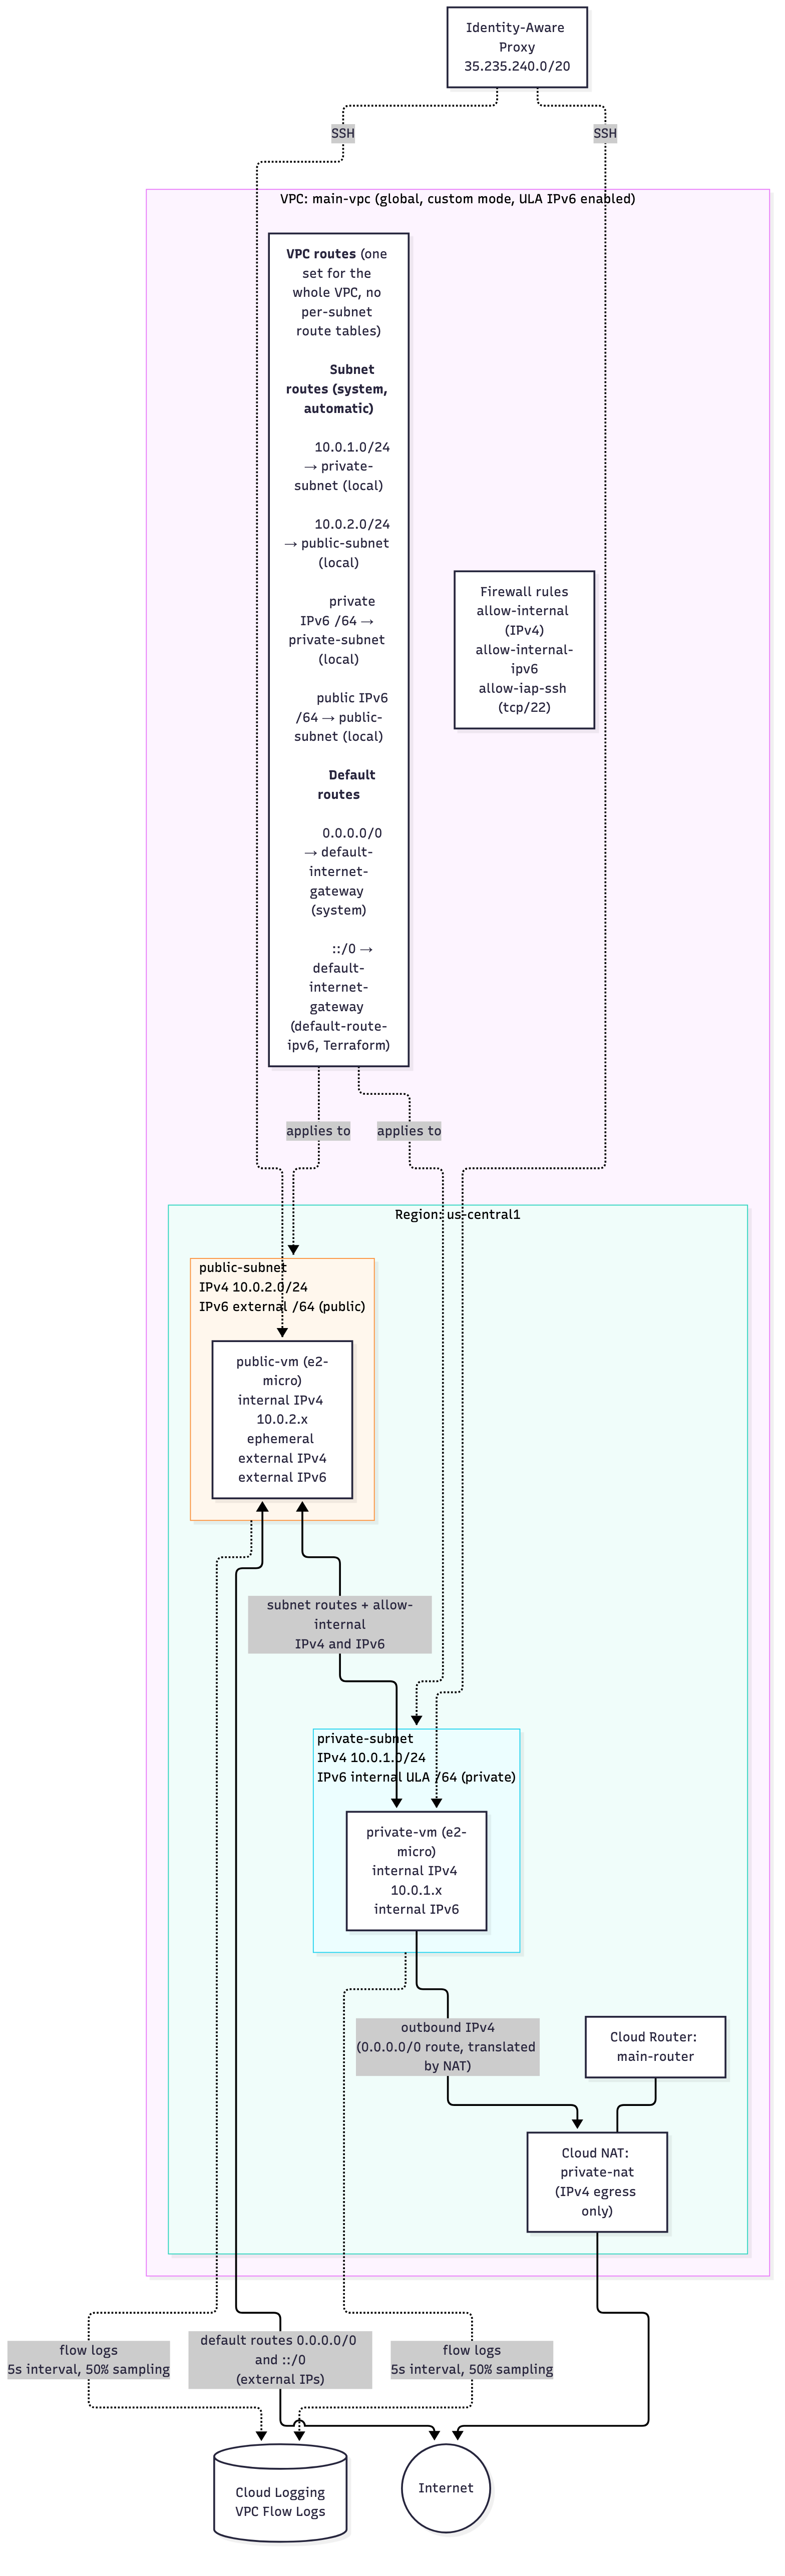 Identity-Aware
Proxy
35.235.240.0/20
SSH
SSH
VPC: main-vpc (global, custom mode, ULA IPv6 enabled)
VPC routes (one
set for the
whole VPC, no
per-subnet
route tables)
Subnet
routes (system,
automatic)
10.0.1.0/24
→ private-
subnet (local)
10.0.2.0/24
→ public-subnet
(local)
private
IPv6 /64 →
private-subnet
(local)
public IPv6
/64 → public-
subnet (local)
Default
routes
0.0.0.0/0
→ default-
internet-
gateway
(system)
::/0 →
default-
internet-
gateway
(default-route-
ipv6, Terraform)
Firewall rules
allow-internal
(IPv4)
allow-internal-
ipv6
allow-iap-ssh
(tcp/22)
applies to
applies to
Region: us-central1
public-subnet
IPv4 10.0.2.0/24
IPv6 external /64 (public)
public-vm (e2-
micro)
internal IPv4
10.0.2.x
ephemeral
external IPv4
external IPv6
subnet routes + allow-
internal
IPv4 and IPv6
private-subnet
IPv4 10.0.1.0/24
IPv6 internal ULA /64 (private)
private-vm (e2-
micro)
internal IPv4
10.0.1.x
internal IPv6
outbound IPv4
(0.0.0.0/0 route, translated
by NAT)
Cloud Router:
main-router
Cloud NAT:
private-nat
(IPv4 egress
only)
flow logs
5s interval, 50% sampling
default routes 0.0.0.0/0
and ::/0
(external IPs)
flow logs
5s interval, 50% sampling
Cloud Logging
VPC Flow Logs
Internet